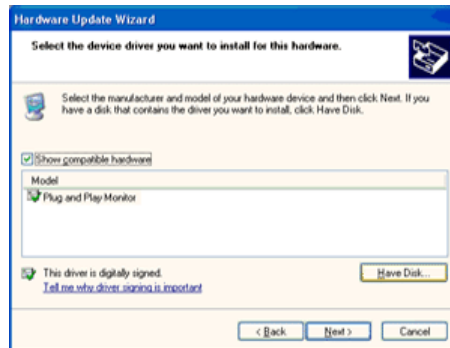 Hardware Update Wizard
Select the device driver you want to install for this hardware.
Select the manufacturer and model of your hardware device and then click Next. If you
have a disk that contains the driver you want to install, click Have Disk.
Show compatible hardware
Model
Plug and Play Monitor
This driver is digitally signed.
Have Disk...
Tell me why driver signing is important
< Back
Next >
Cancel